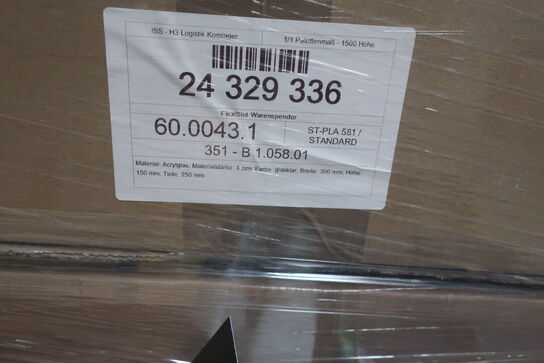 ISS - H3 Logistik Kornlager
1/1 Palettenmaß - 1500 Höhe
24 329 336
FlexiSlot-Warenspender
60.0043.1
ST-PLA 581 /
STANDARD
351 - B 1.058.01
Material: Acrylglas; Materialstärke: 4 mm; Farbe: glasklar; Breite: 300 mm; Höhe:
150 mm; Tiefe: 250 mm